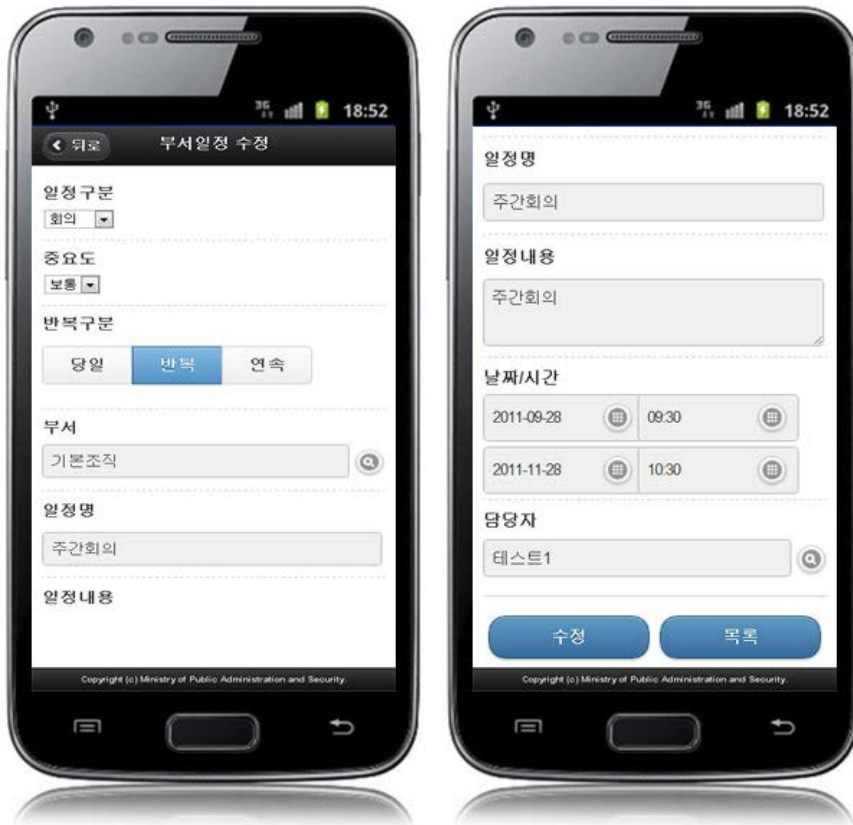 3G
18:52
뒤로
부서일정 수정
일정구분
회의
중요도
보통
반복구분
당일 반복 연속
부서
기본조직
일정명
주간회의
일정내용
Copyright (c) Ministry of Public Administration and Security.
3G
18:52
일정명
주간회의
일정내용
주간회의
날짜/시간
2011-09-28 09:30
2011-11-28 10:30
담당자
테스트1
수정 목록
Copyright (c) Ministry of Public Administration and Security.